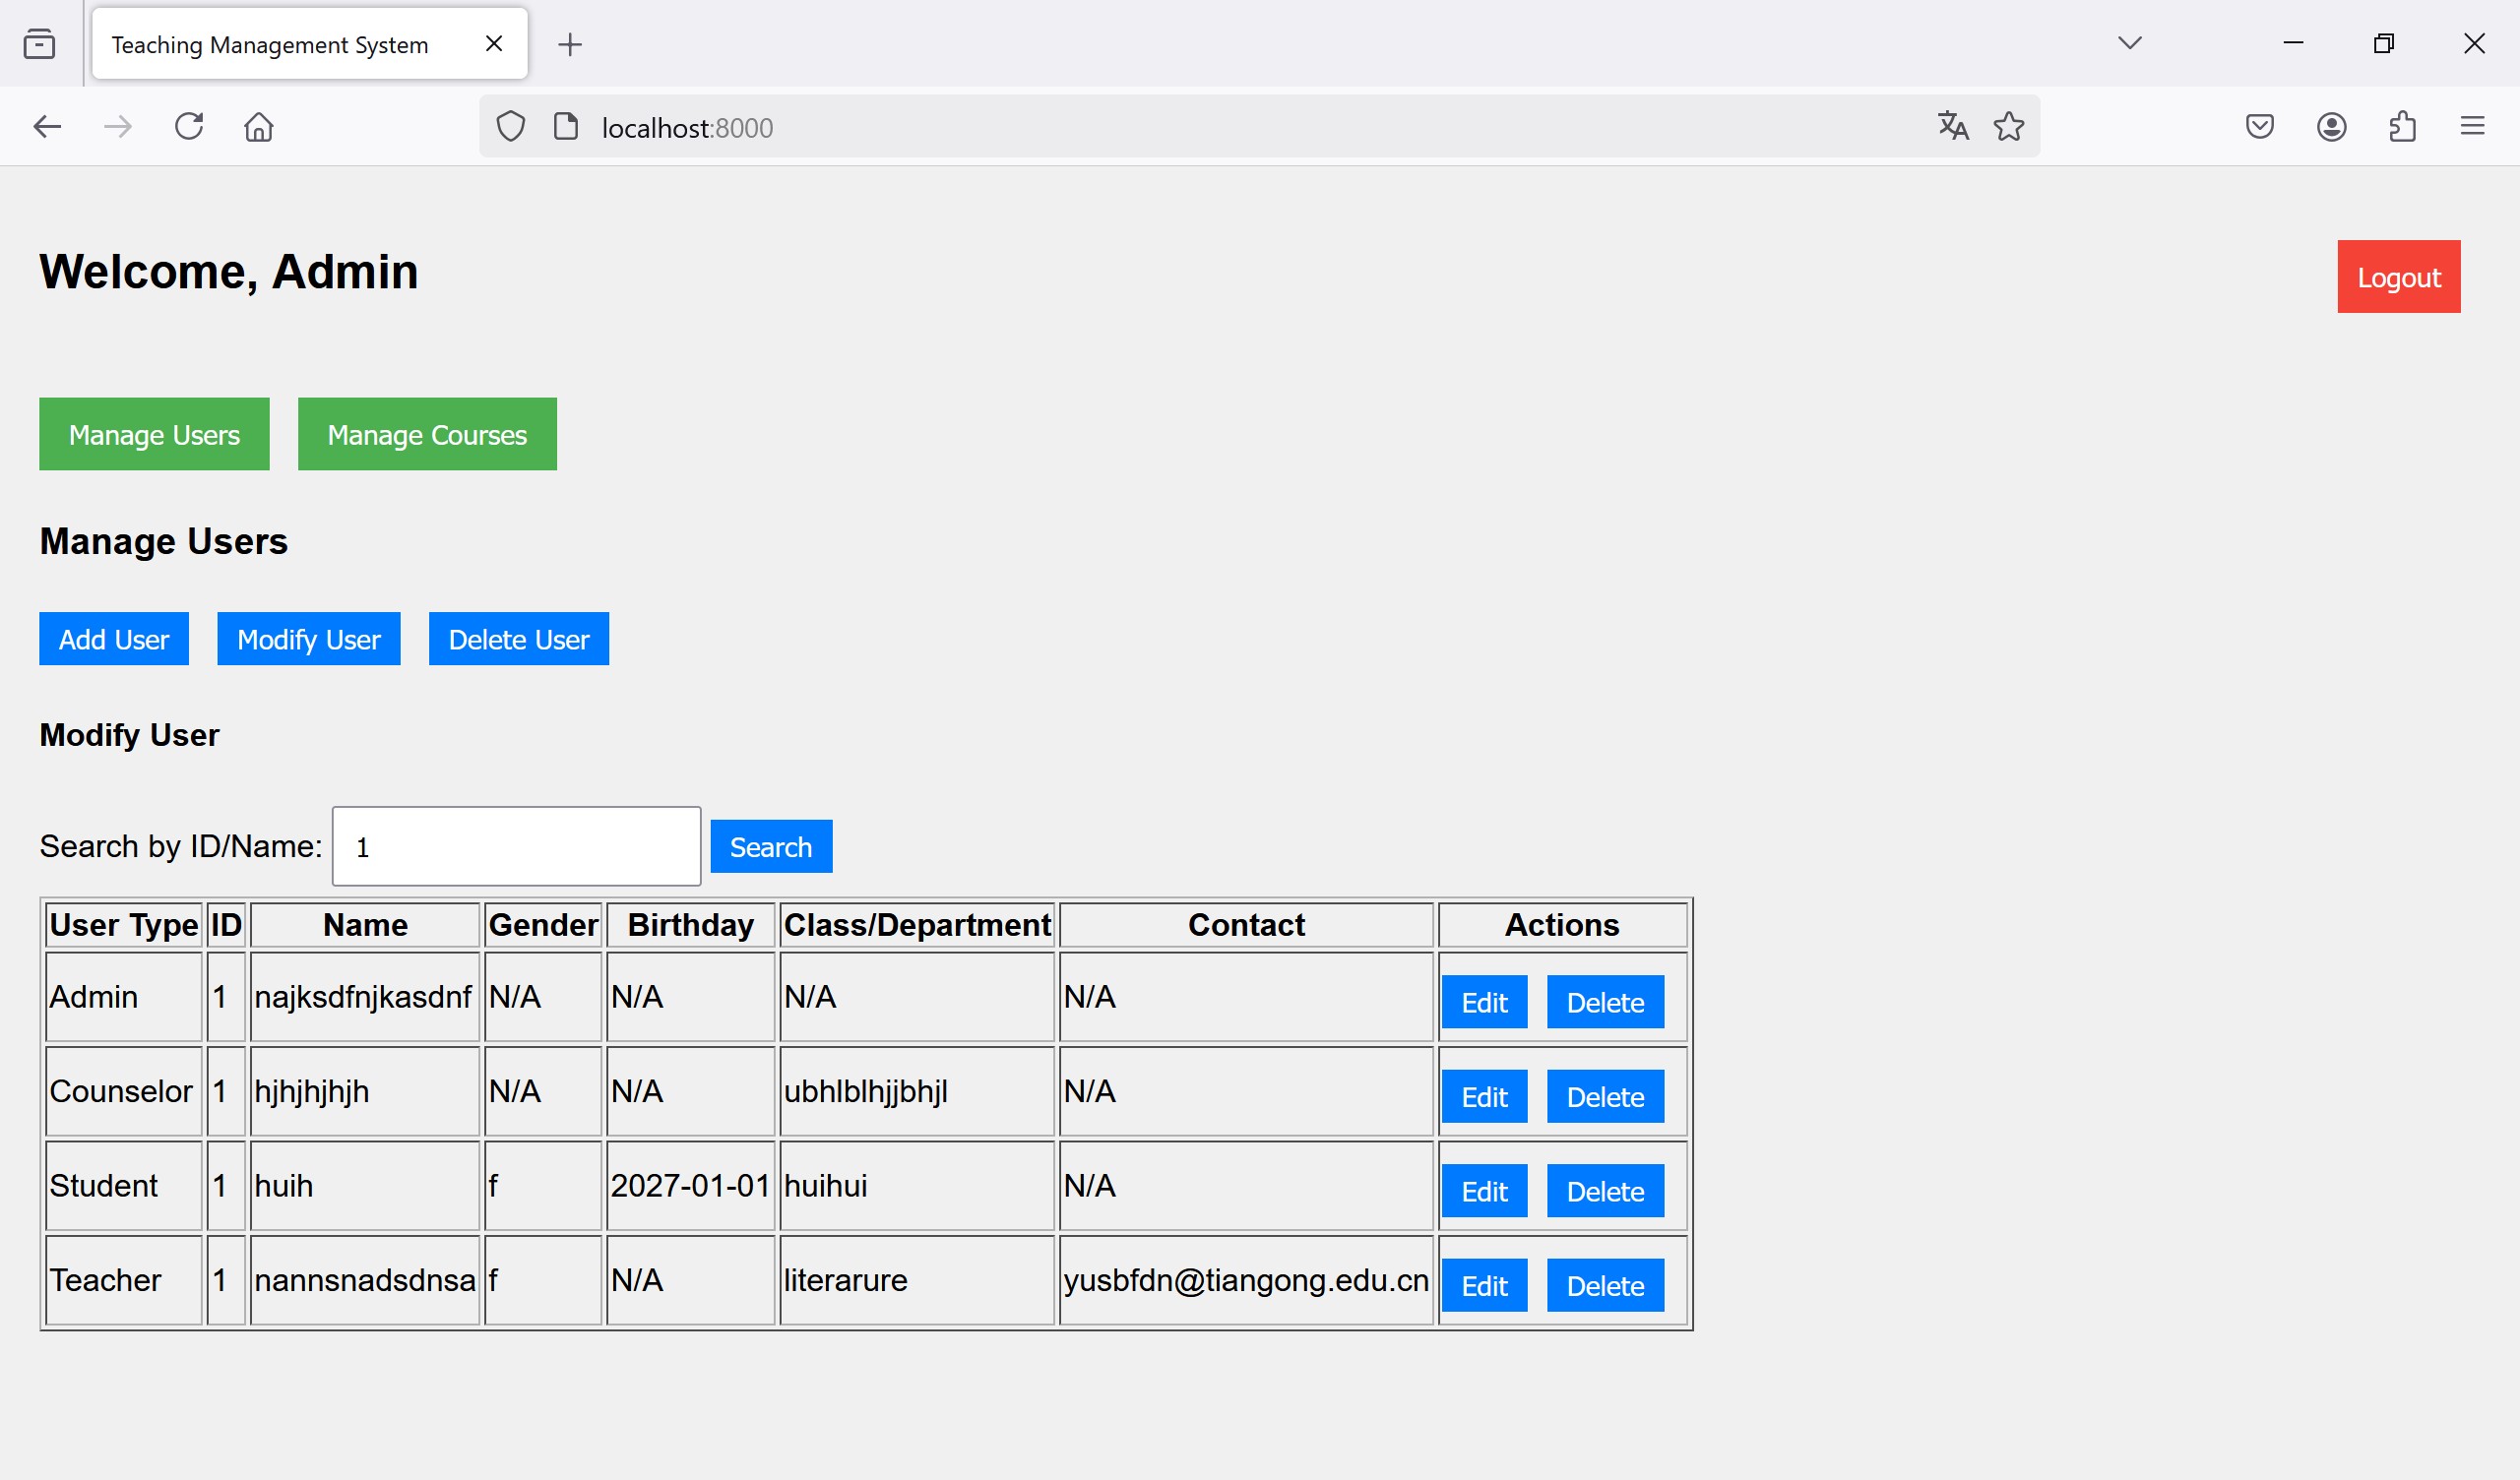 Teaching Management System
localhost:8000
Welcome, Admin
Logout
Manage Users Manage Courses
Manage Users
Add User Modify User Delete User
Modify User
Search by ID/Name: 1 Search
User Type ID Name Gender Birthday Class/Department Contact Actions
Admin 1 najksdfnjkasdnf N/A N/A N/A N/A Edit Delete
Counselor 1 hjhjhjhjh N/A N/A ubhlblhjjbhjl N/A Edit Delete
Student 1 huih f 2027-01-01 huihui N/A Edit Delete
Teacher 1 nannsnadsdnsa f N/A literarure yusbfdn@tiangong.edu.cn Edit Delete